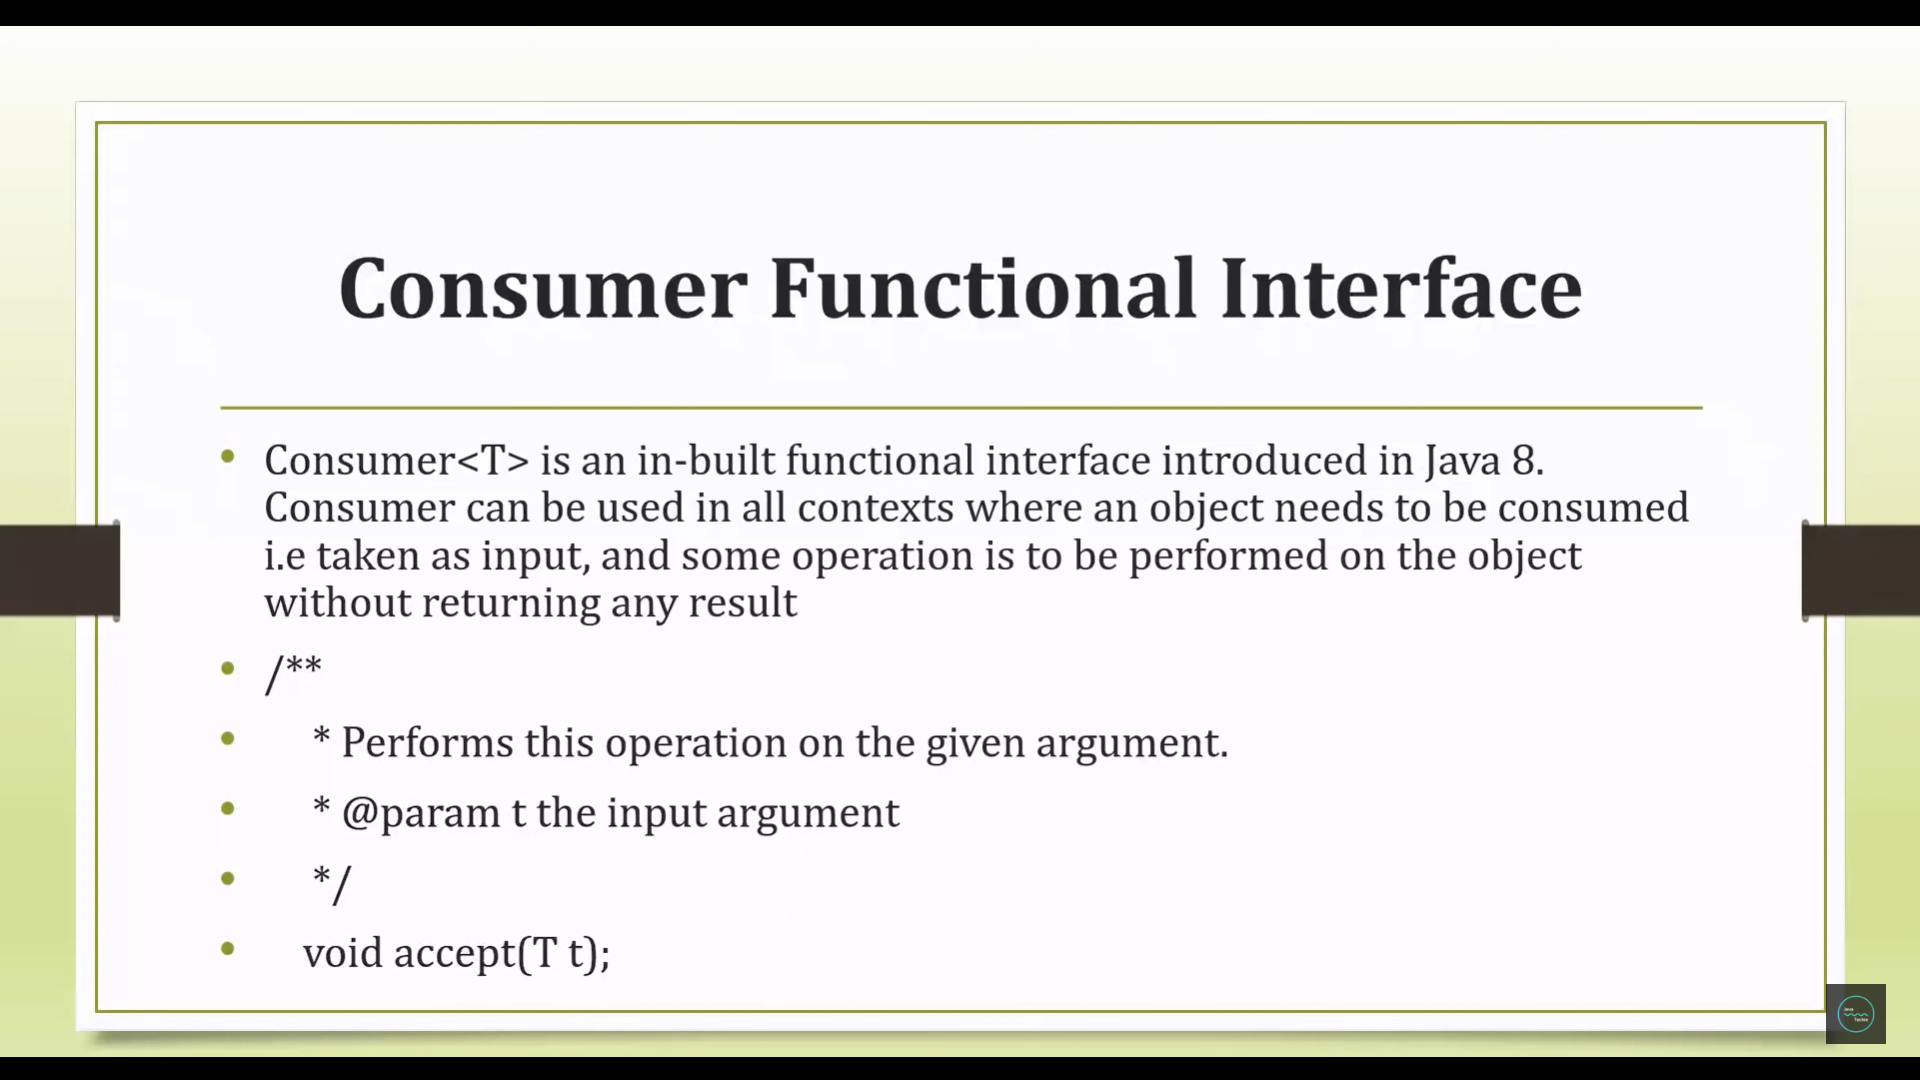 Consumer Functional Interface
Consumer<T> is an in-built functional interface introduced in Java 8.
Consumer can be used in all contexts where an object needs to be consumed
i.e taken as input, and some operation is to be performed on the object
without returning any result
/**
* Performs this operation on the given argument.
* @param t the input argument
*/
void accept(T t);
Java
Techie